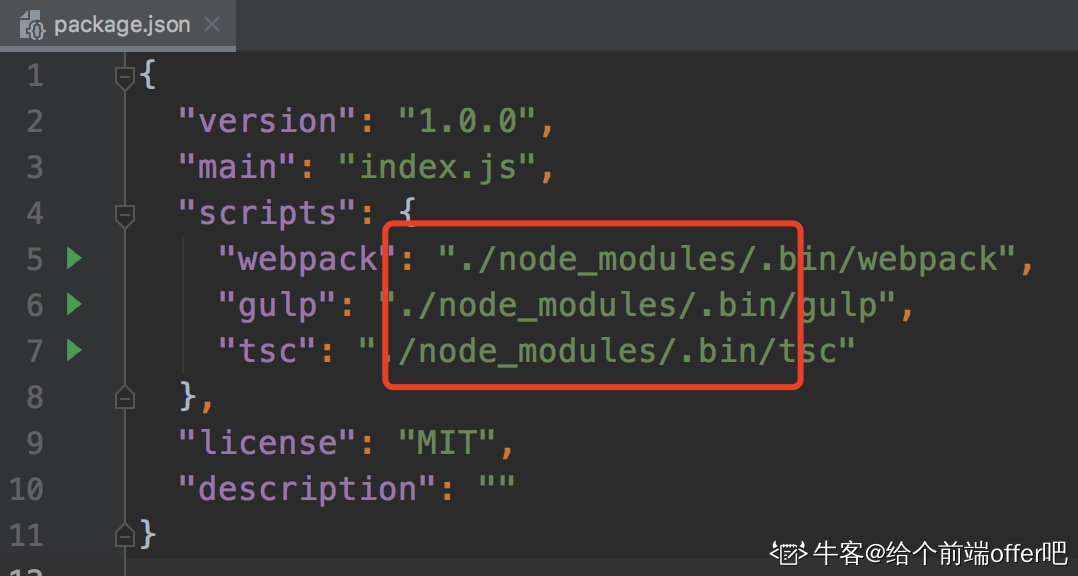 package.json
1 {
2 "version": "1.0.0",
3 "main": "index.js",
4 "scripts": {
5 "webpack": "./node_modules/.bin/webpack",
6 "gulp": "./node_modules/.bin/gulp",
7 "tsc": "./node_modules/.bin/tsc"
8 },
9 "license": "MIT",
10 "description": ""
11 }
12
牛客@给个前端offer吧